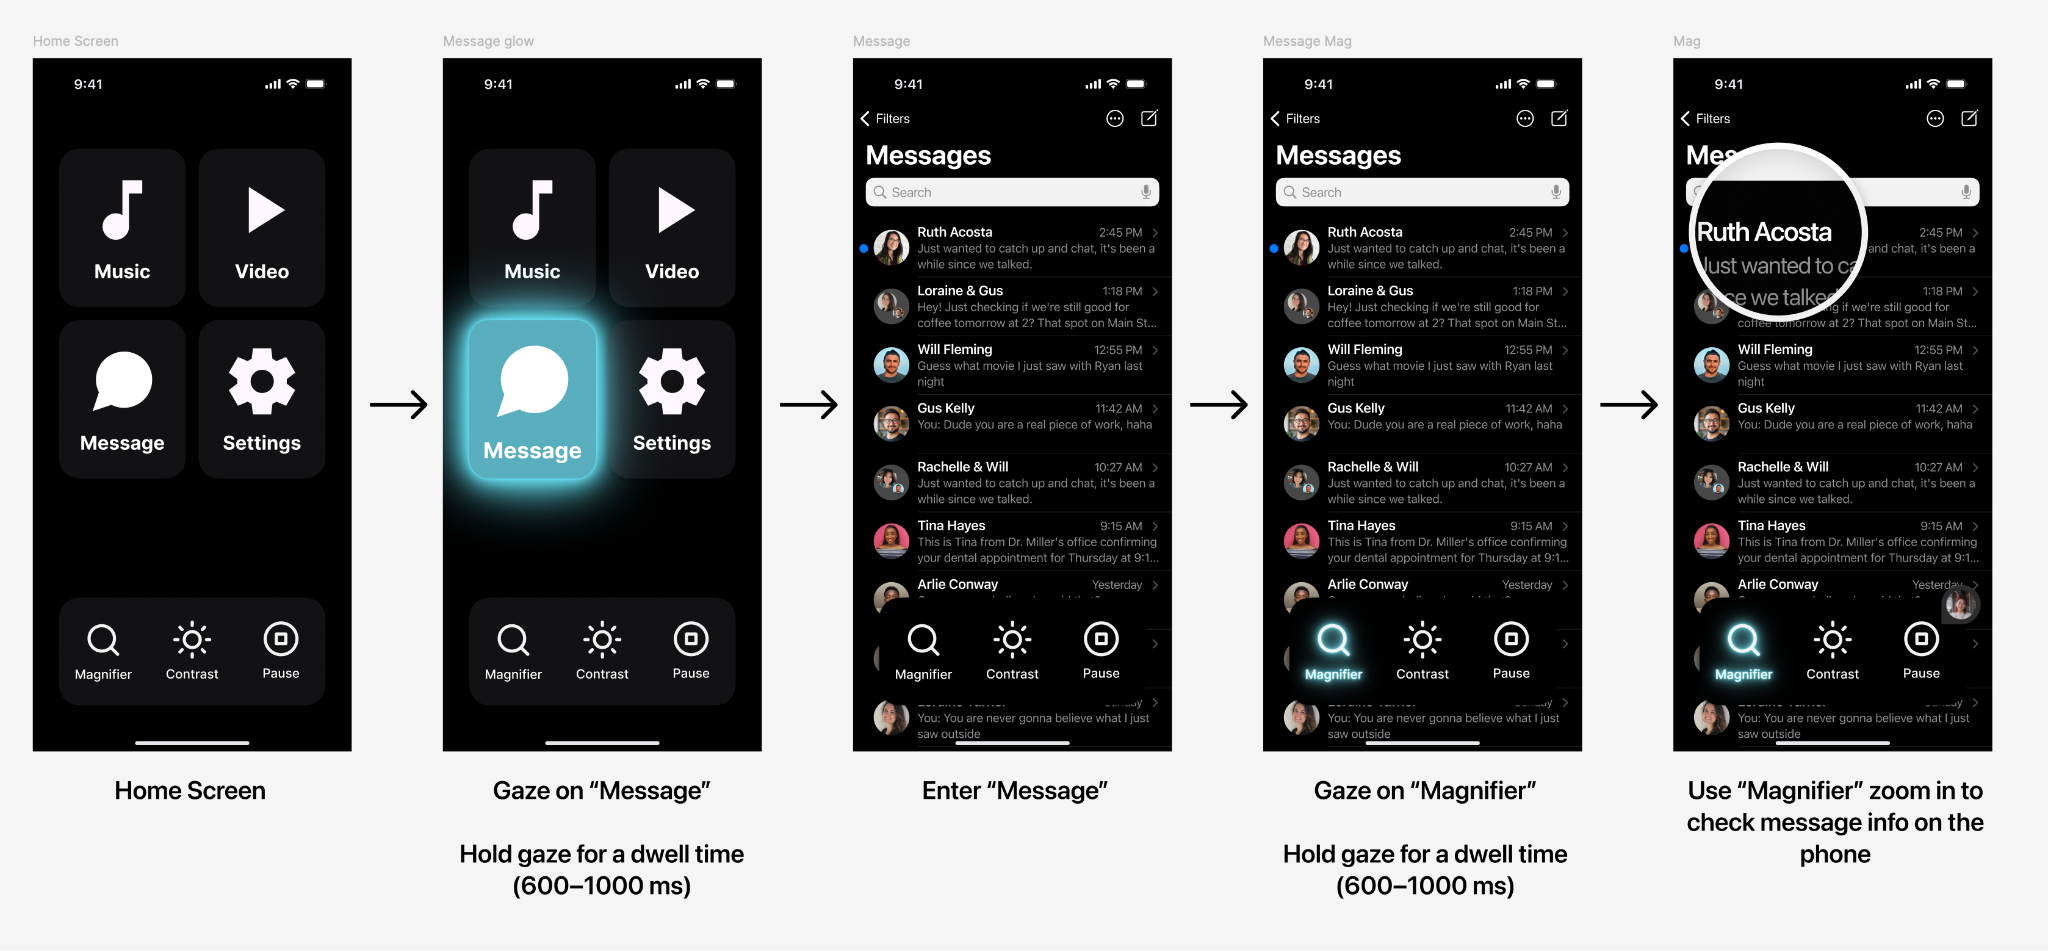 Home Screen
9:41
Music
Video
Message
Settings
Magnifier
Contrast
Pause
Home Screen
Message glow
9:41
Music
Video
Message
Settings
Magnifier
Contrast
Pause
Gaze on “Message”
Hold gaze for a dwell time
(600–1000 ms)
Message
9:41
Filters
Messages
Search
Ruth Acosta 2:45 PM
Just wanted to catch up and chat, it's been a
while since we talked.
Loraine & Gus 1:18 PM
Hey! Just checking if we're still good for
coffee tomorrow at 2? That spot on Main St...
Will Fleming 12:55 PM
Guess what movie I just saw with Ryan last
night
Gus Kelly 11:42 AM
You: Dude you are a real piece of work, haha
Rachelle & Will 10:27 AM
Just wanted to catch up and chat, it's been a
while since we talked.
Tina Hayes 9:15 AM
This is Tina from Dr. Miller's office confirming
your dental appointment for Thursday at 9:1...
Arlie Conway Yesterday
Magnifier
Contrast
Pause
You: You are never gonna believe what I just
saw outside
Enter “Message”
Message Mag
9:41
Filters
Messages
Search
Ruth Acosta 2:45 PM
Just wanted to catch up and chat, it's been a
while since we talked.
Loraine & Gus 1:18 PM
Hey! Just checking if we're still good for
coffee tomorrow at 2? That spot on Main St...
Will Fleming 12:55 PM
Guess what movie I just saw with Ryan last
night
Gus Kelly 11:42 AM
You: Dude you are a real piece of work, haha
Rachelle & Will 10:27 AM
Just wanted to catch up and chat, it's been a
while since we talked.
Tina Hayes 9:15 AM
This is Tina from Dr. Miller's office confirming
your dental appointment for Thursday at 9:1...
Arlie Conway Yesterday
Magnifier
Contrast
Pause
You: You are never gonna believe what I just
saw outside
Gaze on “Magnifier”
Hold gaze for a dwell time
(600–1000 ms)
Mag
9:41
Filters
Mes
Ruth Acosta 2:45 PM
Just wanted to ca and chat, it's been a
ce we talked 1:18 PM
g if we're still good for
coffee tomorrow at 2? That spot on Main St...
Will Fleming 12:55 PM
Guess what movie I just saw with Ryan last
night
Gus Kelly 11:42 AM
You: Dude you are a real piece of work, haha
Rachelle & Will 10:27 AM
Just wanted to catch up and chat, it's been a
while since we talked.
Tina Hayes 9:15 AM
This is Tina from Dr. Miller's office confirming
your dental appointment for Thursday at 9:1...
Arlie Conway Yesterday
Magnifier
Contrast
Pause
You: You are never gonna believe what I just
saw outside
Use “Magnifier” zoom in to
check message info on the
phone